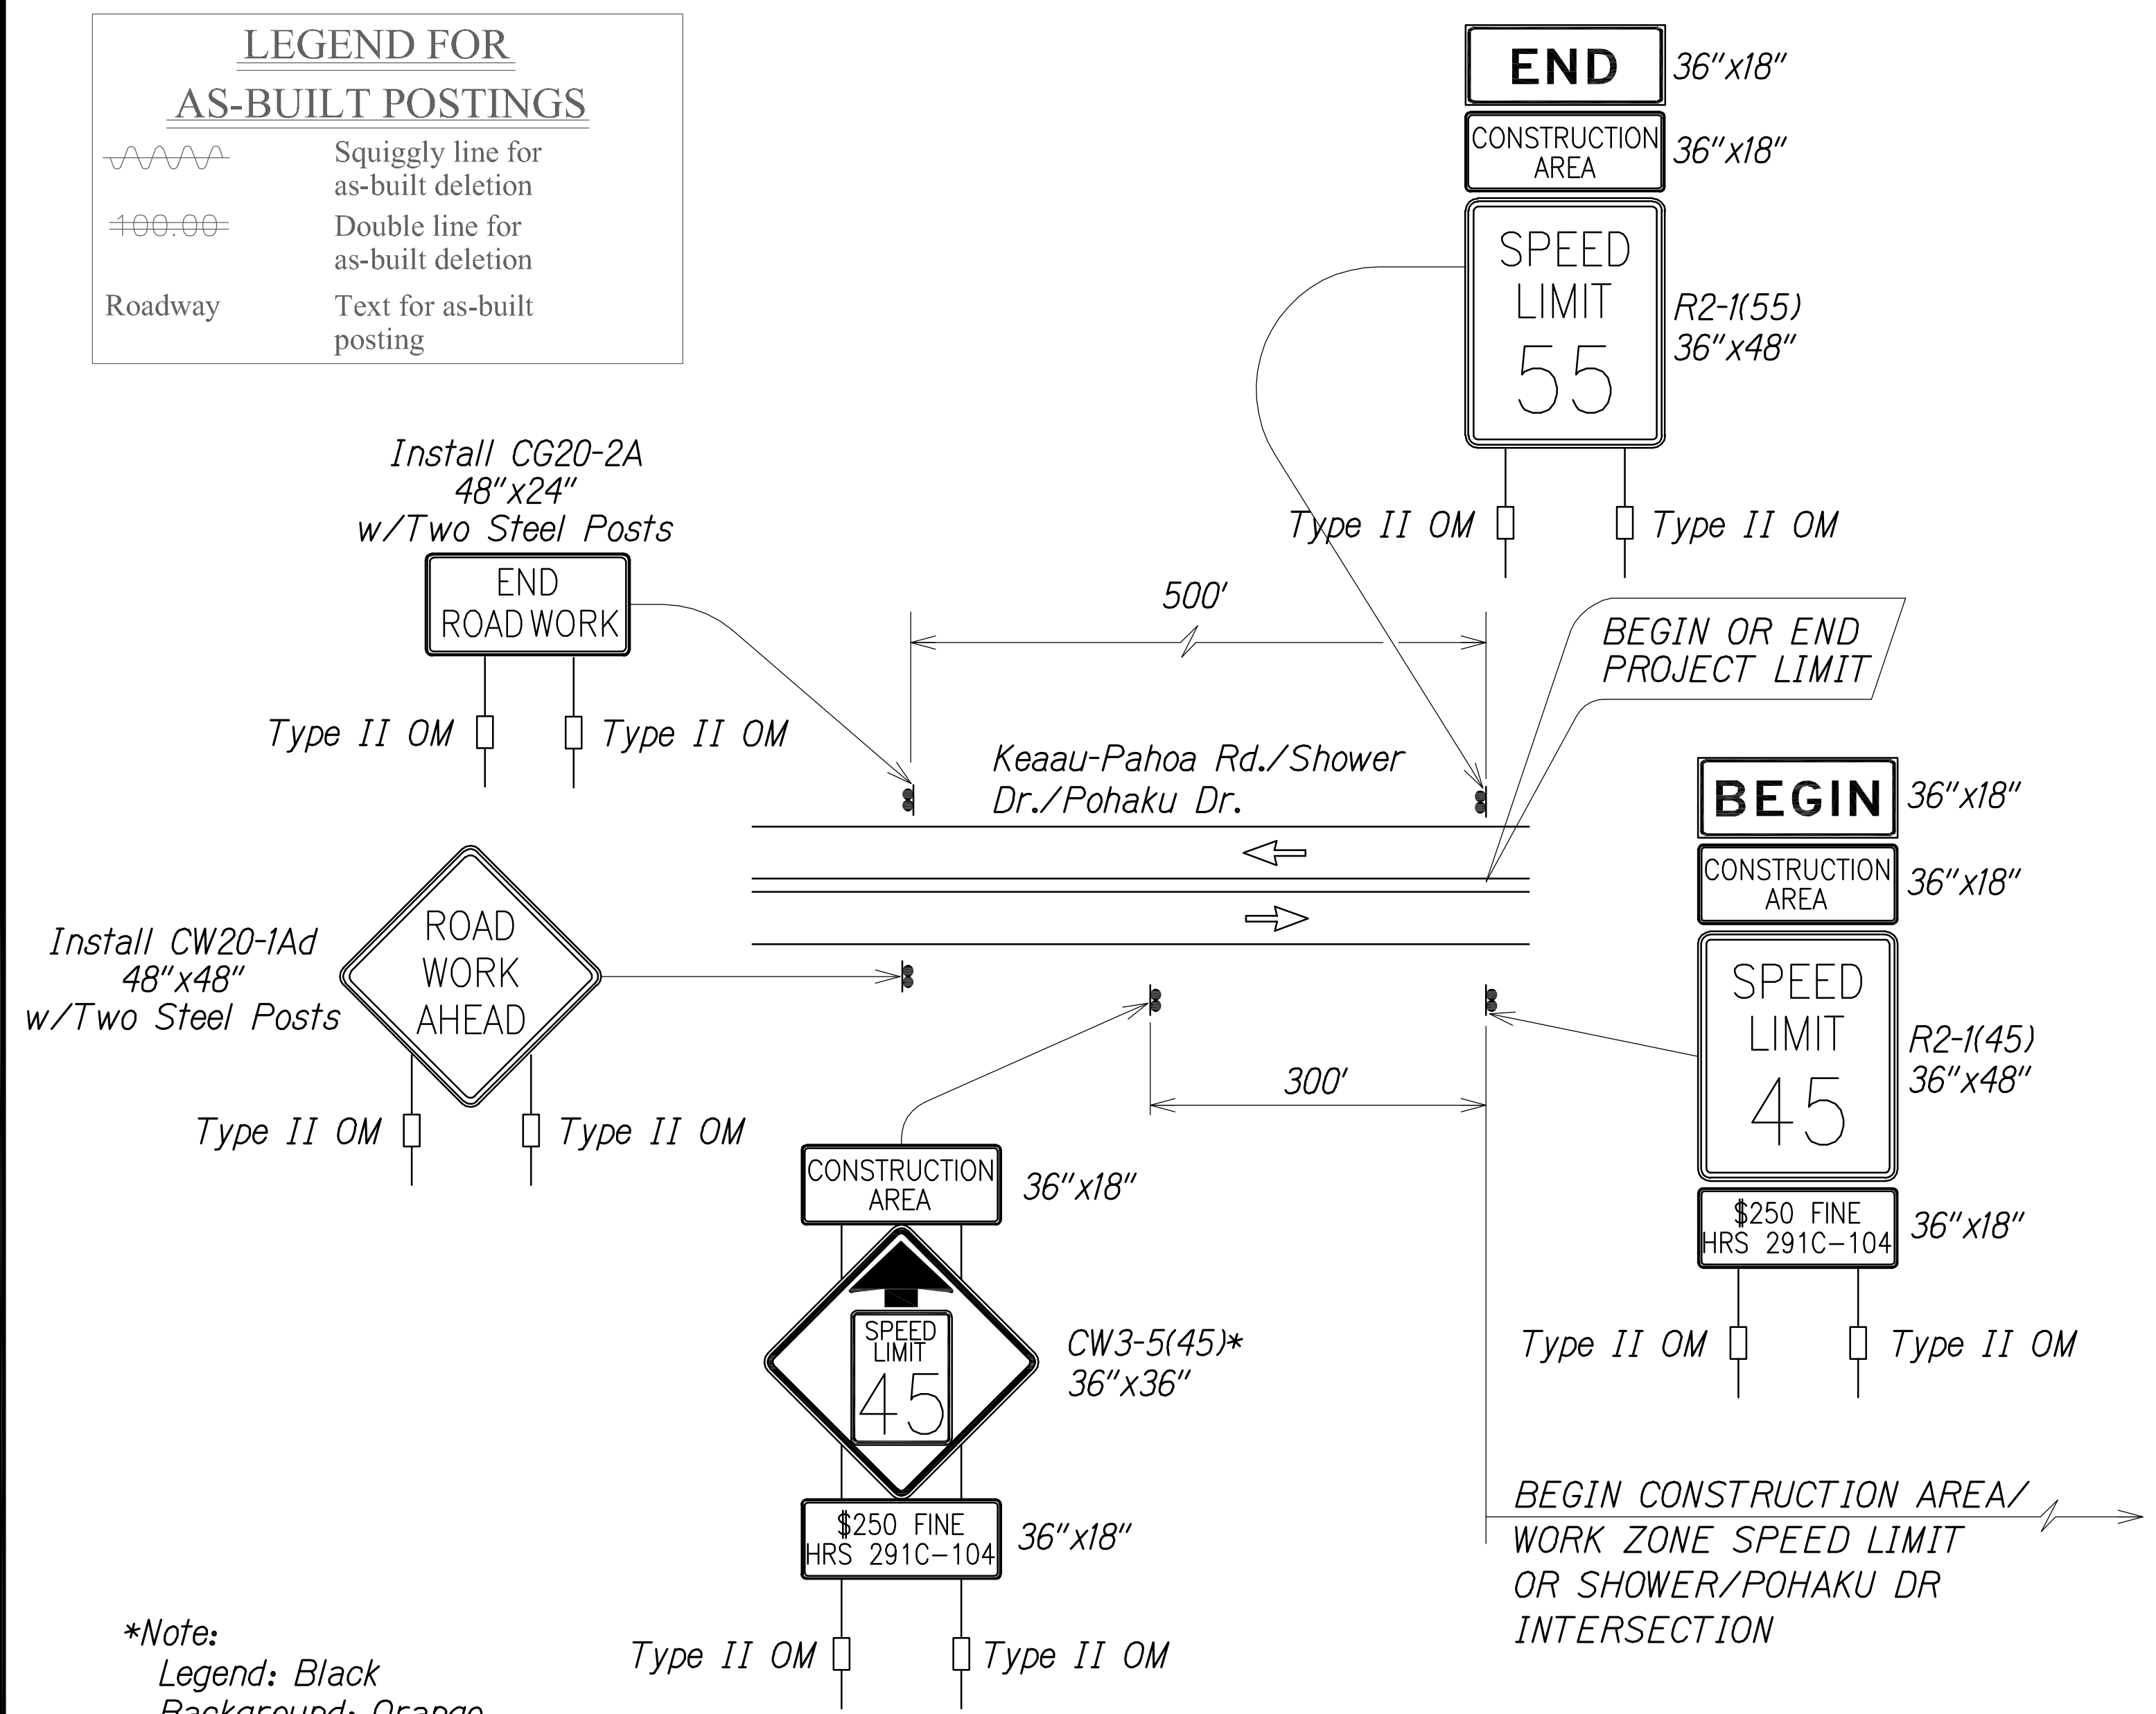 LEGEND FOR
AS-BUILT POSTINGS
Squiggly line for
as-built deletion
100.00
Double line for
as-built deletion
Roadway
Text for as-built
posting
END
36"x18"
CONSTRUCTION
AREA
36"x18"
SPEED
LIMIT
55
R2-1(55)
36"x48"
Type II OM
Type II OM
Install CG20-2A
48"x24"
w/Two Steel Posts
END
ROAD WORK
Type II OM
Type II OM
500'
BEGIN OR END
PROJECT LIMIT
Keaau-Pahoa Rd./Shower
Dr./Pohaku Dr.
BEGIN
36"x18"
CONSTRUCTION
AREA
36"x18"
SPEED
LIMIT
45
R2-1(45)
36"x48"
$250 FINE
HRS 291C-104
36"x18"
Type II OM
Type II OM
Install CW20-1Ad
48"x48"
w/Two Steel Posts
ROAD
WORK
AHEAD
Type II OM
Type II OM
300'
CONSTRUCTION
AREA
36"x18"
SPEED
LIMIT
45
CW3-5(45)*
36"x36"
$250 FINE
HRS 291C-104
36"x18"
Type II OM
Type II OM
BEGIN CONSTRUCTION AREA/
WORK ZONE SPEED LIMIT
OR SHOWER/POHAKU DR
INTERSECTION
*Note:
Legend: Black
Background: Orange